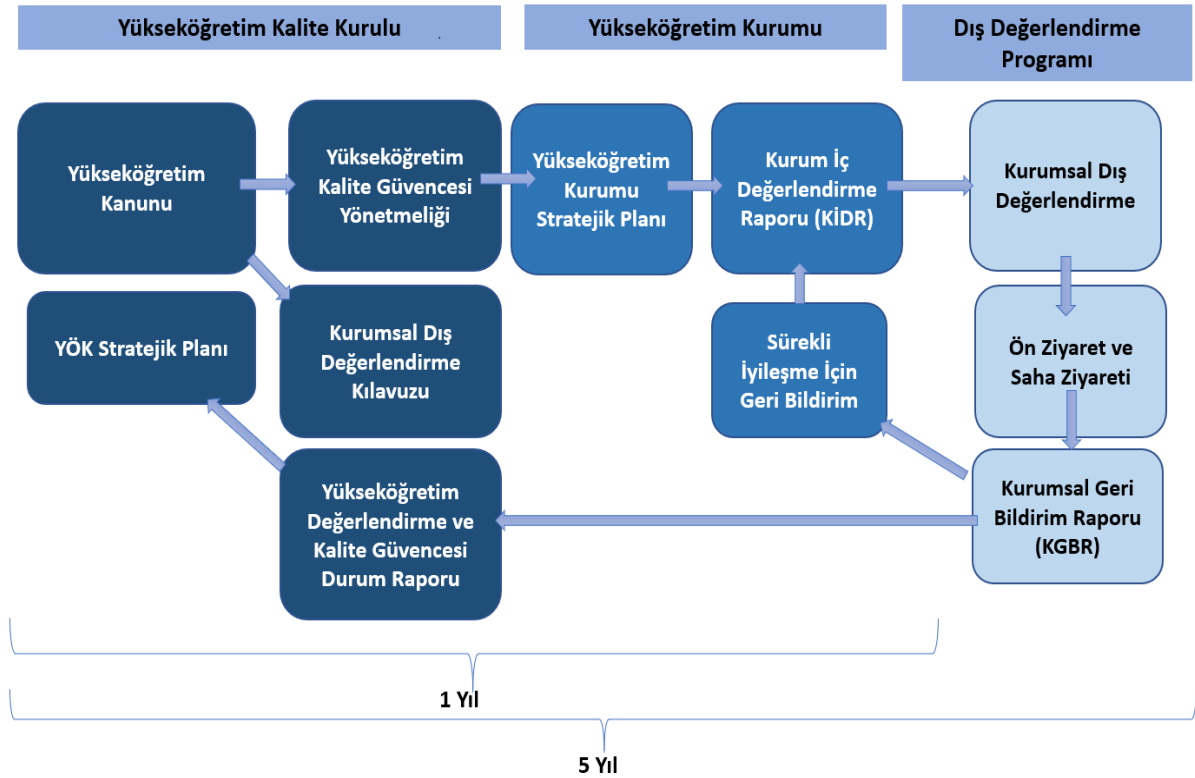 Yükseköğretim Kalite Kurulu .
Yükseköğretim Kurumu
Dış Değerlendirme
Programı
Yükseköğretim
Kanunu
Yükseköğretim
Kalite Güvencesi
Yönetmeliği
Yükseköğretim
Kurumu
Stratejik Planı
Kurum İç
Değerlendirme
Raporu (KİDR)
Kurumsal Dış
Değerlendirme
YÖK Stratejik Planı
Kurumsal Dış
Değerlendirme
Kılavuzu
Sürekli
İyileşme İçin
Geri Bildirim
Ön Ziyaret ve
Saha Ziyareti
Yükseköğretim
Değerlendirme ve
Kalite Güvencesi
Durum Raporu
Kurumsal Geri
Bildirim Raporu
(KGBR)
1 Yıl
5 Yıl